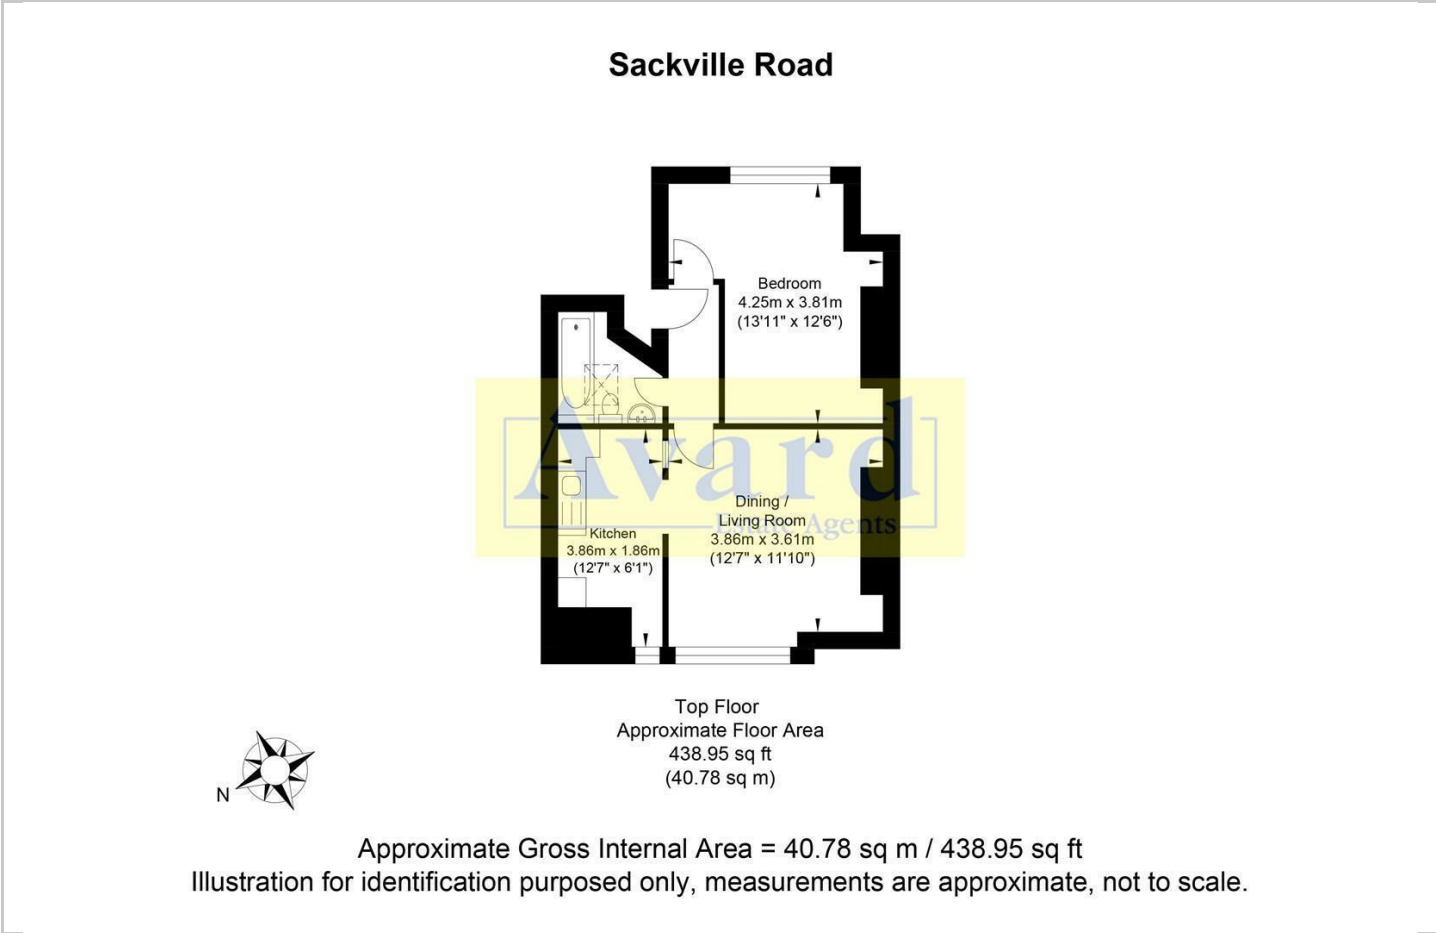 Sackville Road
Bedroom
4.25m x 3.81m
(13'11" x 12'6")
Avard
Estate Agents
Dining /
Living Room
3.86m x 3.61m
(12'7" x 11'10")
Kitchen
3.86m x 1.86m
(12'7" x 6'1")
Top Floor
Approximate Floor Area
438.95 sq ft
(40.78 sq m)
N
Approximate Gross Internal Area = 40.78 sq m / 438.95 sq ft
Illustration for identification purposed only, measurements are approximate, not to scale.